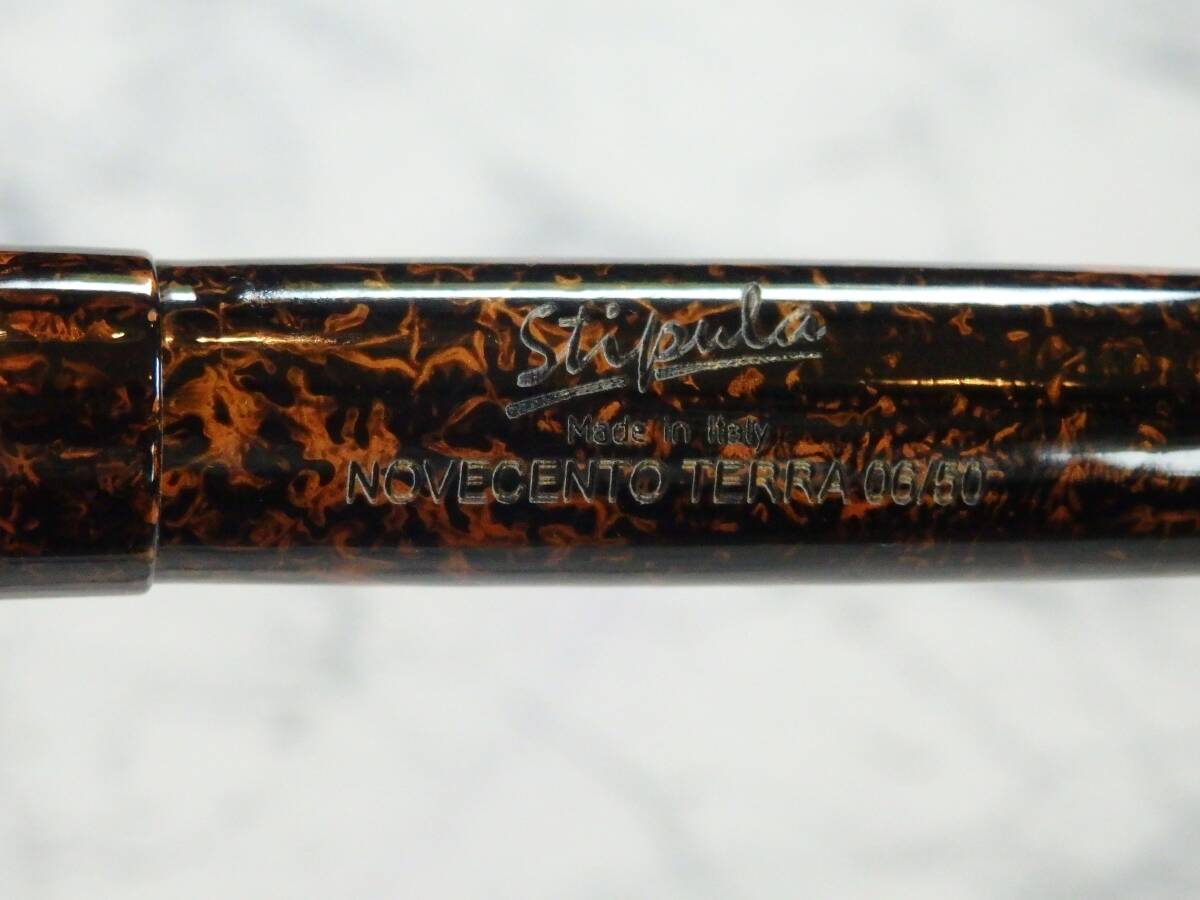 Stipula
Made in Italy
NOVECENTO TERRA 06/50